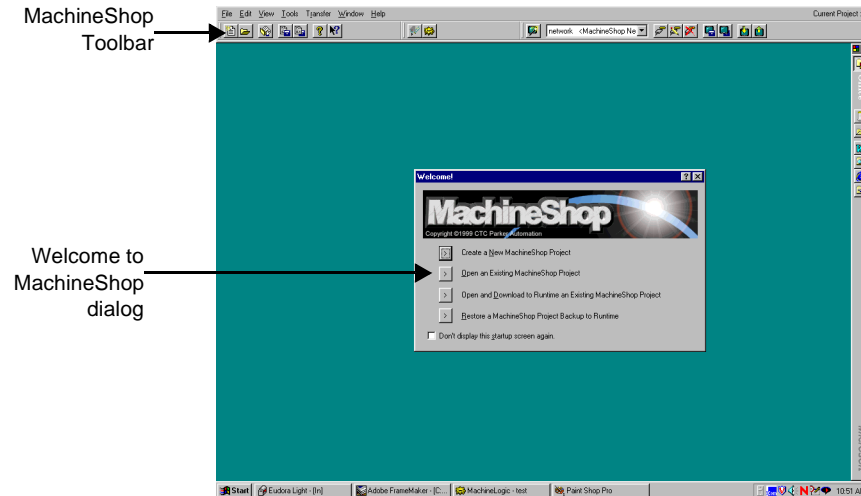 MachineShop
Toolbar
File Edit View Tools Transfer Window Help
Current Project:
network <MachineShop Ne
Welcome to
MachineShop
dialog
Welcome!
MachineShop
Copyright ©1999 CTC Parker Automation
Create a New MachineShop Project
Open an Existing MachineShop Project
Open and Download to Runtime an Existing MachineShop Project
Restore a MachineShop Project Backup to Runtime
Don't display this startup screen again.
Start
Eudora Light - [In]
Adobe FrameMaker - [C:...
MachineLogic - test
Paint Shop Pro
10:51 AM